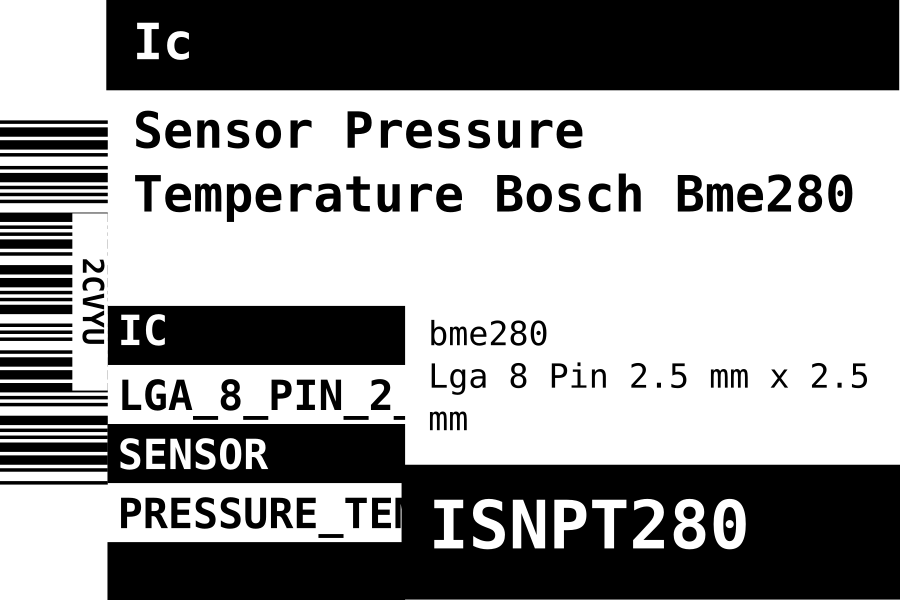 Ic
Sensor Pressure
Temperature Bosch Bme280
2CVYU
IC
LGA_8_PIN_2_
SENSOR
PRESSURE_TEM
bme280
Lga 8 Pin 2.5 mm x 2.5
mm
ISNPT280